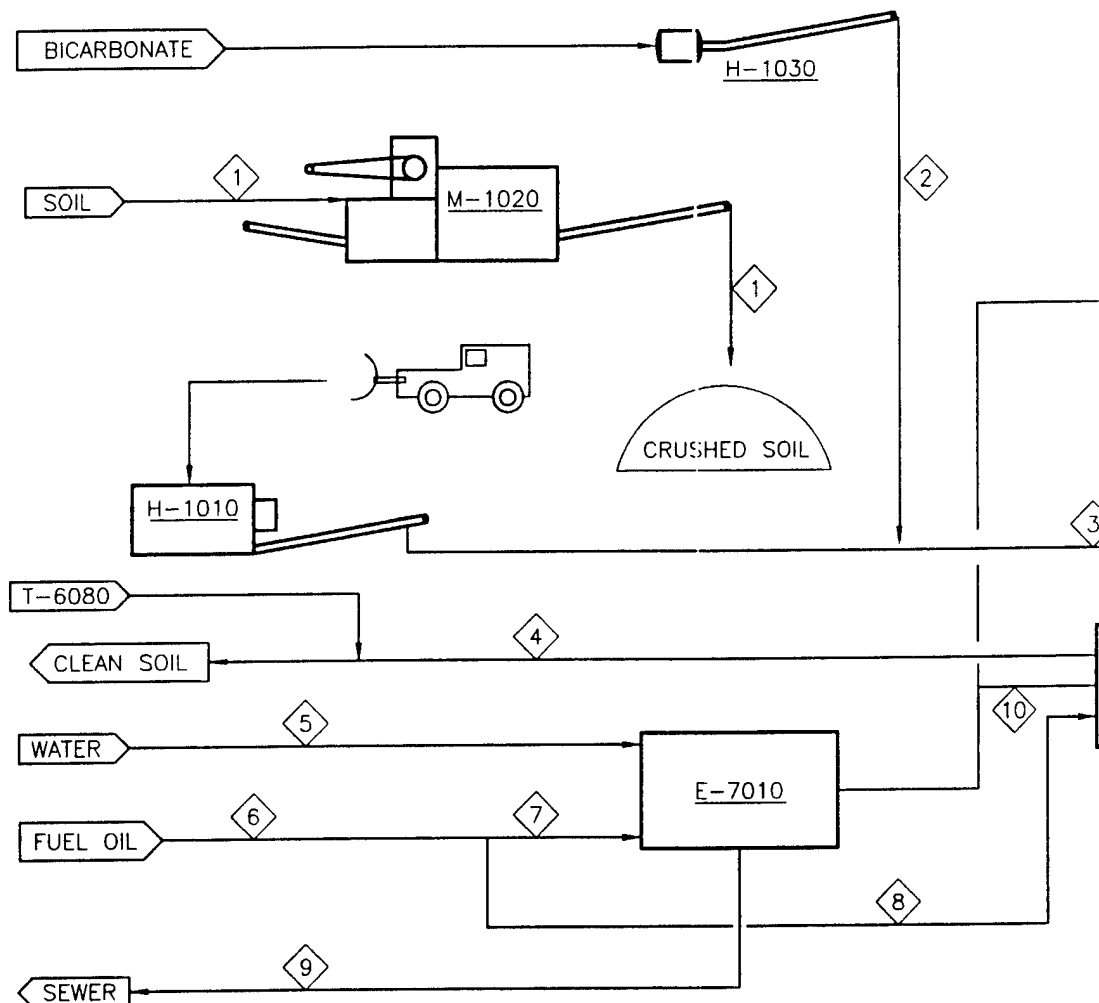 BICARBONATE
H-1030
1
2
SOIL
M-1020
1
CRUSHED SOIL
H-1010
3
T-6080
4
CLEAN SOIL
10
5
WATER
E-7010
6
7
FUEL OIL
8
9
SEWER